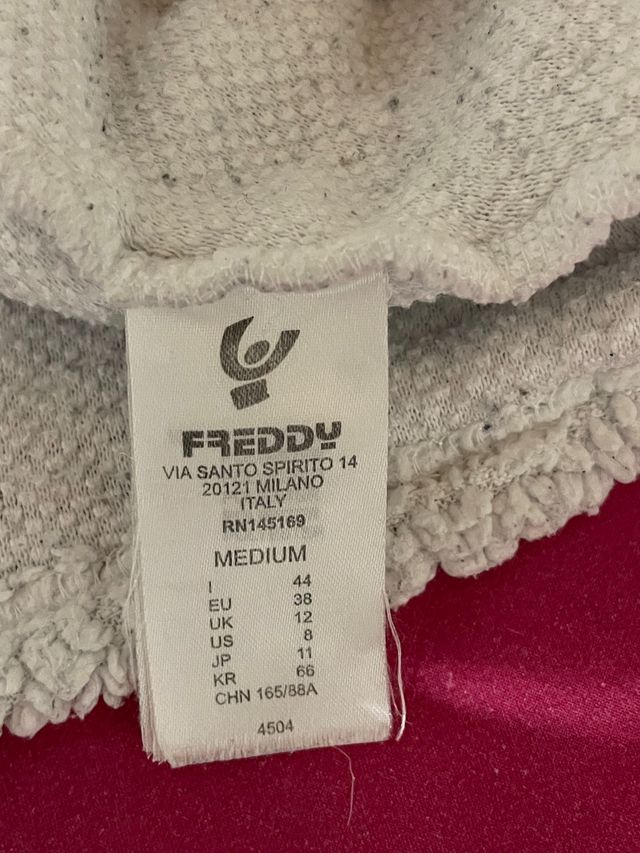 FREDDY
VIA SANTO SPIRITO 14
20121 MILANO
ITALY
RN145169
MEDIUM
I 44
EU 38
UK 12
US 8
JP 11
KR 66
CHN 165/88A
4504